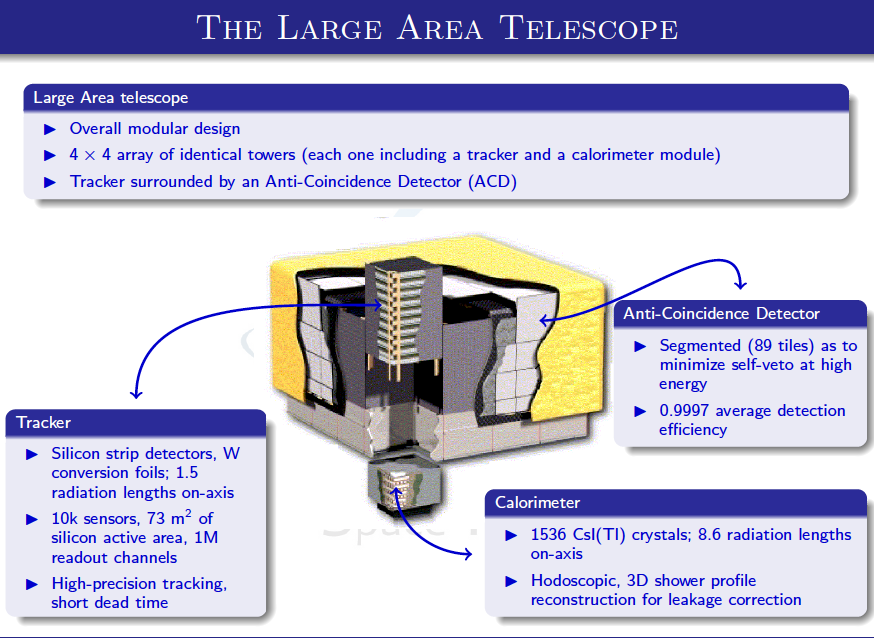 The Large Area Telescope
Large Area telescope
▶ Overall modular design
▶ 4 × 4 array of identical towers (each one including a tracker and a calorimeter module)
▶ Tracker surrounded by an Anti-Coincidence Detector (ACD)
Anti-Coincidence Detector
▶ Segmented (89 tiles) as to
minimize self-veto at high
energy
▶ 0.9997 average detection
efficiency
Tracker
▶ Silicon strip detectors, W
conversion foils; 1.5
radiation lengths on-axis
▶ 10k sensors, 73 m² of
silicon active area, 1M
readout channels
▶ High-precision tracking,
short dead time
Calorimeter
▶ 1536 CsI(Tl) crystals; 8.6 radiation lengths
on-axis
▶ Hodoscopic, 3D shower profile
reconstruction for leakage correction